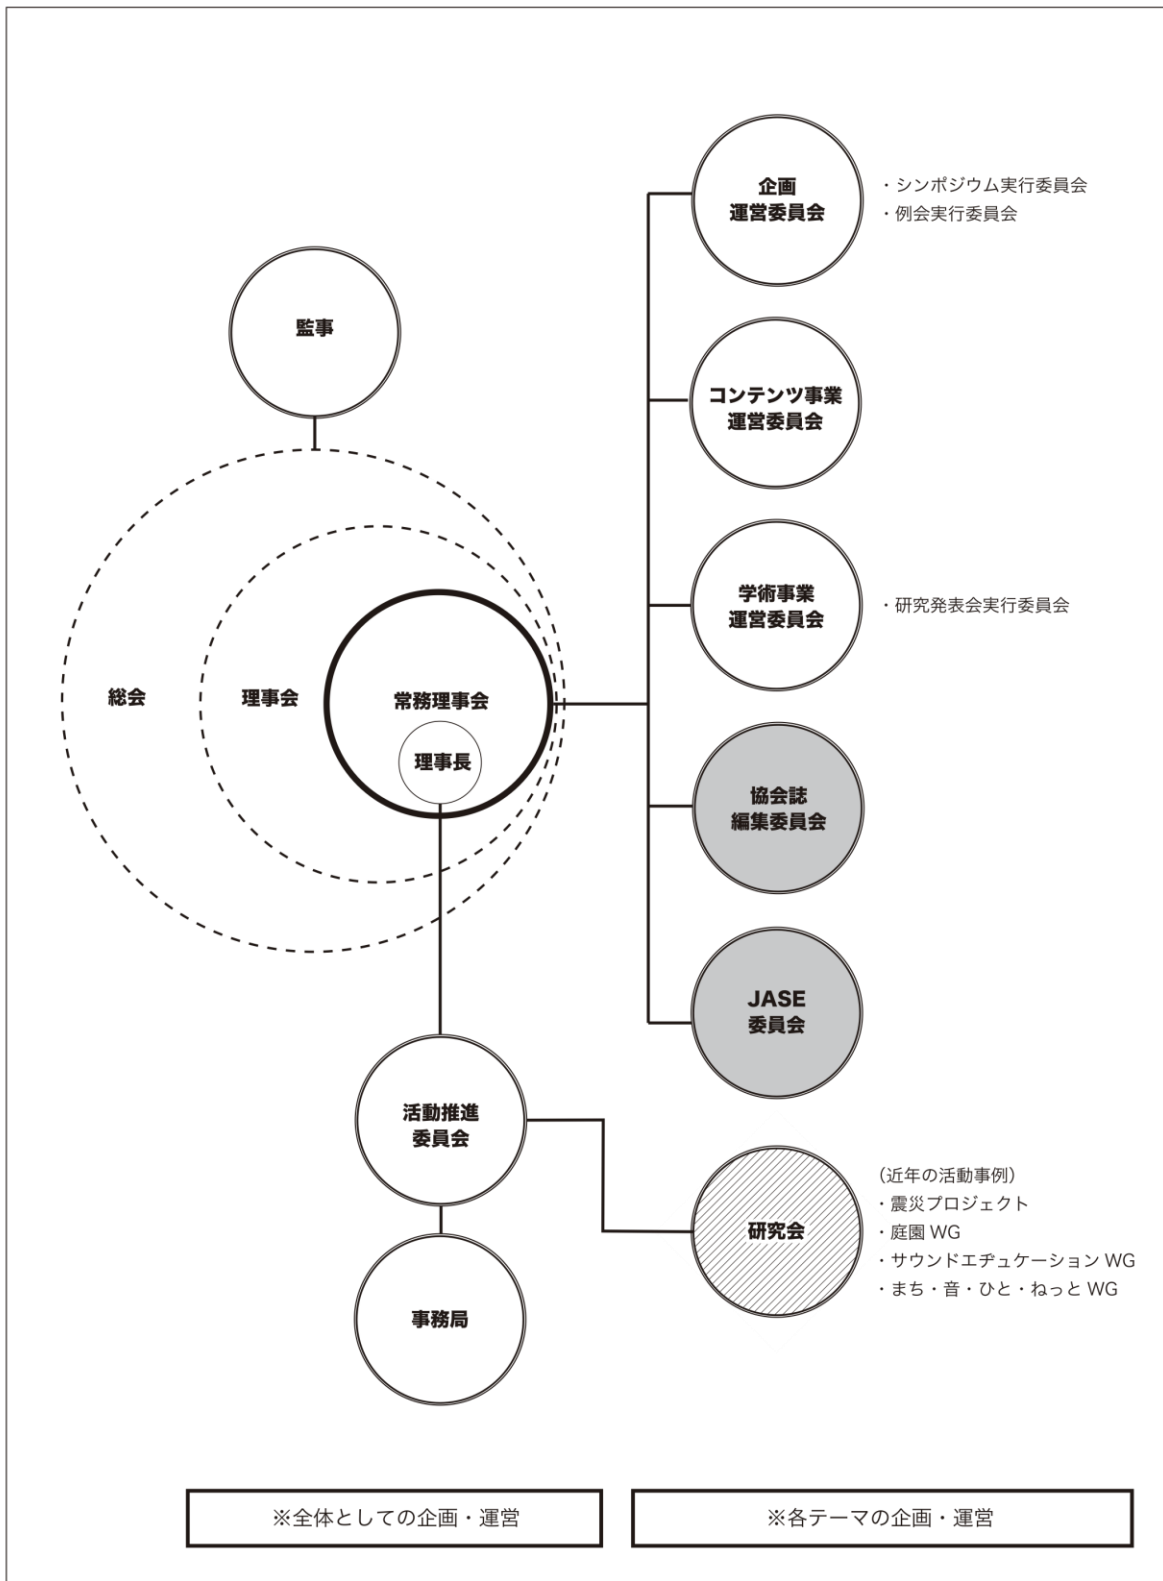 監事
総会
理事会
常務理事会
理事長
企画
運営委員会
・シンポジウム実行委員会
・例会実行委員会
コンテンツ事業
運営委員会
学術事業
運営委員会
・研究発表会実行委員会
協会誌
編集委員会
JASE
委員会
活動推進
委員会
事務局
研究会
（近年の活動事例）
・震災プロジェクト
・庭園 WG
・サウンドエヂュケーション WG
・まち・音・ひと・ねっと WG
※全体としての企画・運営
※各テーマの企画・運営